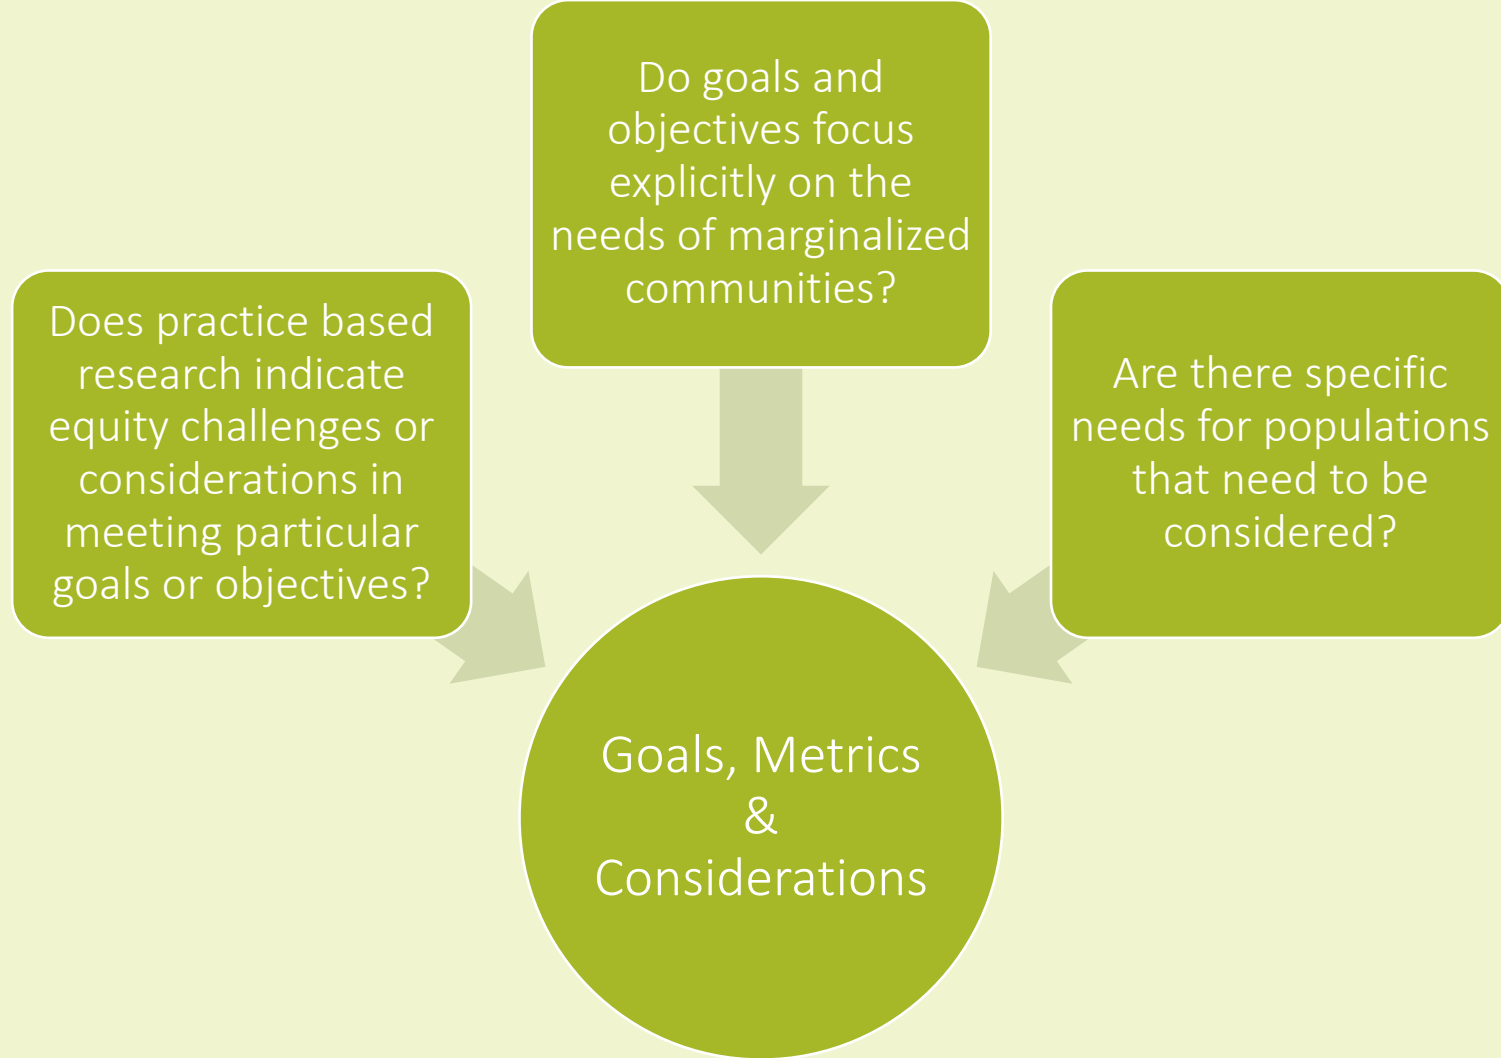 Do goals and
objectives focus
explicitly on the
needs of marginalized
communities?
Does practice based
research indicate
equity challenges or
considerations in
meeting particular
goals or objectives?
Are there specific
needs for populations
that need to be
considered?
Goals, Metrics
&
Considerations